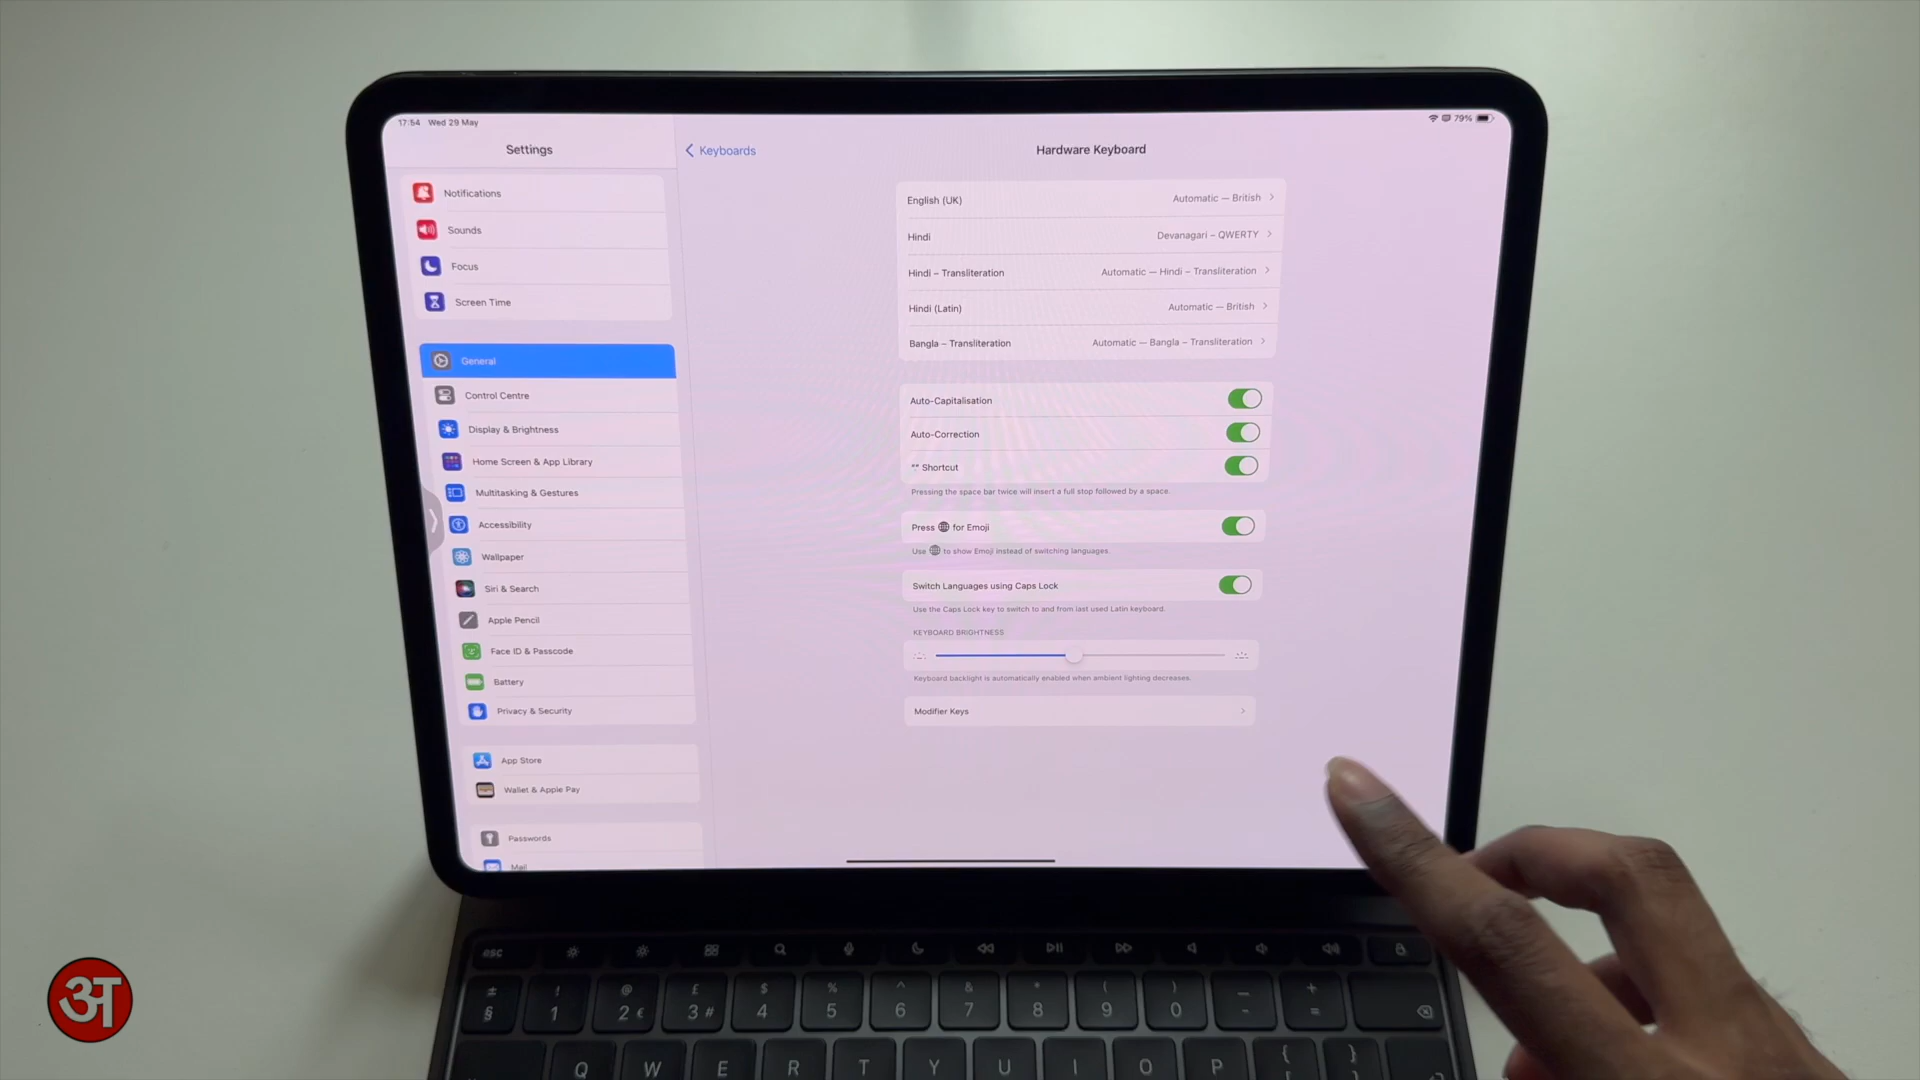 17:54 Wed 29 May
79%
Settings
Notifications
Sounds
Focus
Screen Time
General
Control Centre
Display & Brightness
Home Screen & App Library
Multitasking & Gestures
Accessibility
Wallpaper
Siri & Search
Apple Pencil
Face ID & Passcode
Battery
Privacy & Security
App Store
Wallet & Apple Pay
Passwords
Mail
Keyboards
Hardware Keyboard
English (UK) Automatic — British
Hindi Devanagari – QWERTY
Hindi – Transliteration Automatic — Hindi – Transliteration
Hindi (Latin) Automatic — British
Bangla – Transliteration Automatic — Bangla – Transliteration
Auto-Capitalisation
Auto-Correction
"." Shortcut
Pressing the space bar twice will insert a full stop followed by a space.
Press 🌐 for Emoji
Use 🌐 to show Emoji instead of switching languages.
Switch Languages using Caps Lock
Use the Caps Lock key to switch to and from last used Latin keyboard.
KEYBOARD BRIGHTNESS
Keyboard backlight is automatically enabled when ambient lighting decreases.
Modifier Keys
esc
± ! @ £ $ % ^ & * ( ) _ +
§ 1 2 € 3 # 4 5 6 7 8 9 0 - =
Q W E R T Y U I O P { }
अ